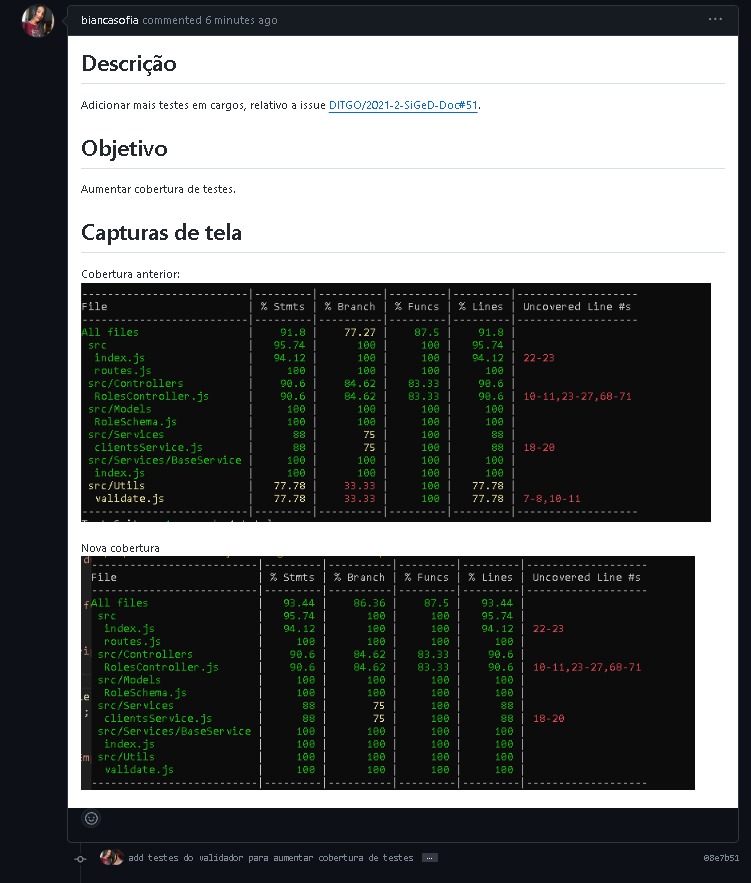 biancasofia commented 6 minutes ago ...
Descrição
Adicionar mais testes em cargos, relativo a issue DITGO/2021-2-SiGeD-Doc#51.
Objetivo
Aumentar cobertura de testes.
Capturas de tela
Cobertura anterior:
File | % Stmts | % Branch | % Funcs | % Lines | Uncovered Line #s
All files | 91.8 | 77.27 | 87.5 | 91.8 |
src | 95.74 | 100 | 100 | 95.74 |
index.js | 94.12 | 100 | 100 | 94.12 | 22-23
routes.js | 100 | 100 | 100 | 100 |
src/Controllers | 90.6 | 84.62 | 83.33 | 90.6 |
RolesController.js | 90.6 | 84.62 | 83.33 | 90.6 | 10-11,23-27,68-71
src/Models | 100 | 100 | 100 | 100 |
RoleSchema.js | 100 | 100 | 100 | 100 |
src/Services | 88 | 75 | 100 | 88 |
clientsService.js | 88 | 75 | 100 | 88 | 18-20
src/Services/BaseService | 100 | 100 | 100 | 100 |
index.js | 100 | 100 | 100 | 100 |
src/Utils | 77.78 | 33.33 | 100 | 77.78 |
validate.js | 77.78 | 33.33 | 100 | 77.78 | 7-8,10-11
Nova cobertura
File | % Stmts | % Branch | % Funcs | % Lines | Uncovered Line #s
All files | 93.44 | 86.36 | 87.5 | 93.44 |
src | 95.74 | 100 | 100 | 95.74 |
index.js | 94.12 | 100 | 100 | 94.12 | 22-23
routes.js | 100 | 100 | 100 | 100 |
src/Controllers | 90.6 | 84.62 | 83.33 | 90.6 |
RolesController.js | 90.6 | 84.62 | 83.33 | 90.6 | 10-11,23-27,68-71
src/Models | 100 | 100 | 100 | 100 |
RoleSchema.js | 100 | 100 | 100 | 100 |
src/Services | 88 | 75 | 100 | 88 |
clientsService.js | 88 | 75 | 100 | 88 | 18-20
src/Services/BaseService | 100 | 100 | 100 | 100 |
index.js | 100 | 100 | 100 | 100 |
src/Utils | 100 | 100 | 100 | 100 |
validate.js | 100 | 100 | 100 | 100 |
add testes do validador para aumentar cobertura de testes ... 08e7b51